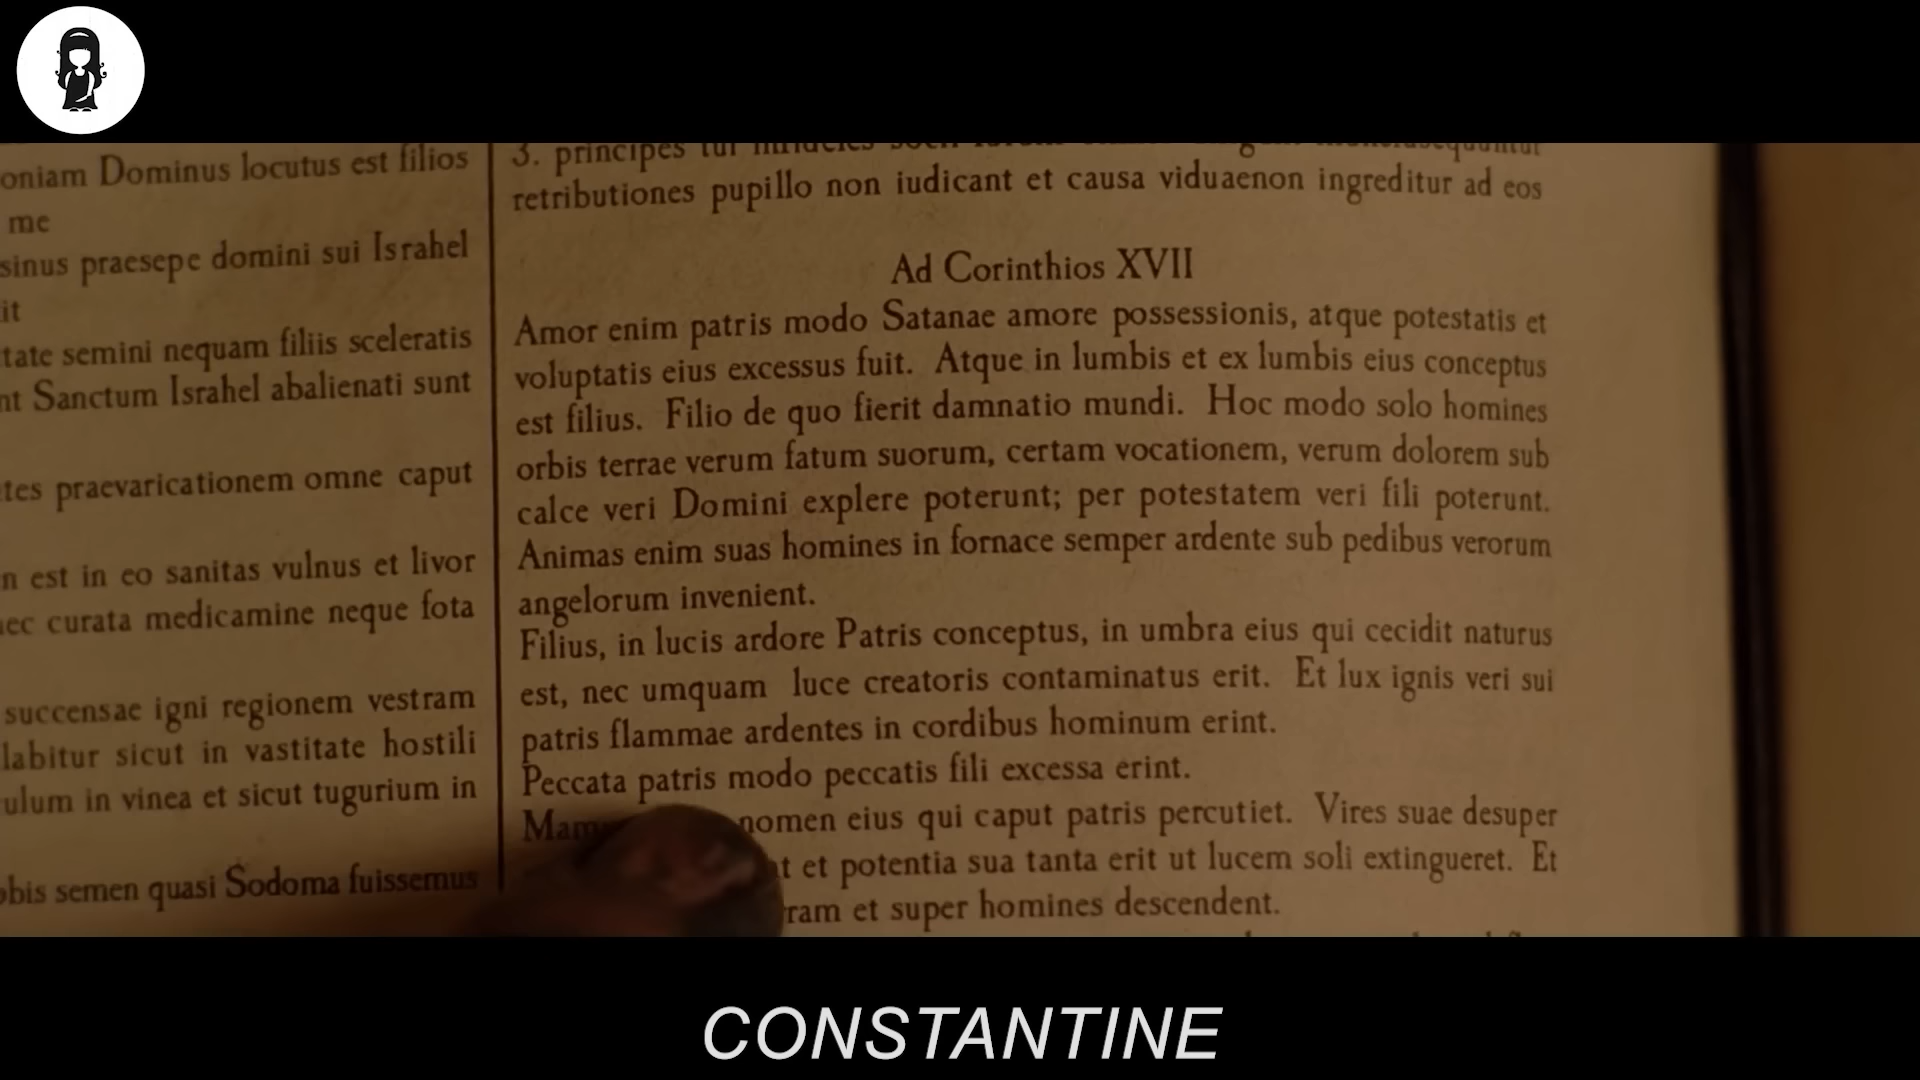 oniam Dominus locutus est filios
me
sinus praesepe domini sui Israhel
it
tate semini nequam filiis sceleratis
nt Sanctum Israhel abalienati sunt
tes praevaricationem omne caput
n est in eo sanitas vulnus et livor
nec curata medicamine neque fota
succensae igni regionem vestram
labitur sicut in vastitate hostili
ulum in vinea et sicut tugurium in
obis semen quasi Sodoma fuissemus
3. principes tui
retributiones pupillo non iudicant et causa viduaenon ingreditur ad eos
Ad Corinthios XVII
Amor enim patris modo Satanae amore possessionis, atque potestatis et
voluptatis eius excessus fuit. Atque in lumbis et ex lumbis eius conceptus
est filius. Filio de quo fierit damnatio mundi. Hoc modo solo homines
orbis terrae verum fatum suorum, certam vocationem, verum dolorem sub
calce veri Domini explere poterunt; per potestatem veri fili poterunt.
Animas enim suas homines in fornace semper ardente sub pedibus verorum
angelorum invenient.
Filius, in lucis ardore Patris conceptus, in umbra eius qui cecidit naturus
est, nec umquam luce creatoris contaminatus erit. Et lux ignis veri sui
patris flammae ardentes in cordibus hominum erint.
Peccata patris modo peccatis fili excessa erint.
nomen eius qui caput patris percutiet. Vires suae desuper
et potentia sua tanta erit ut lucem soli extingueret. Et
ram et super homines descendent.
CONSTANTINE